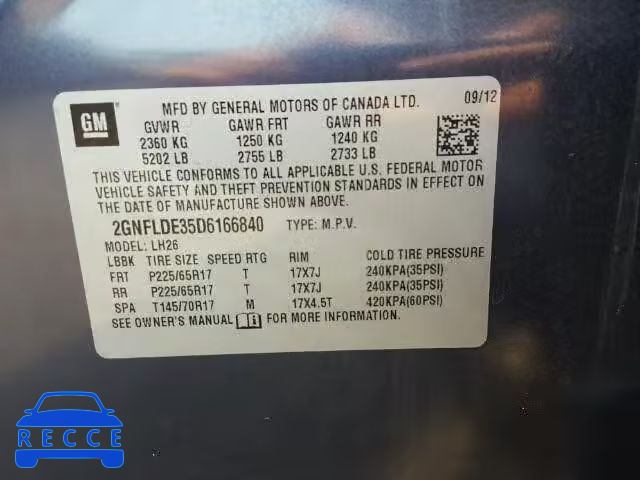 GM
MFD BY GENERAL MOTORS OF CANADA LTD.
09/12
GVWR GAWR FRT GAWR RR
2360 KG 1250 KG 1240 KG
5202 LB 2755 LB 2733 LB
THIS VEHICLE CONFORMS TO ALL APPLICABLE U.S. FEDERAL MOTOR
VEHICLE SAFETY AND THEFT PREVENTION STANDARDS IN EFFECT ON
THE DATE OF MANUFACTURE SHOWN ABOVE.
2GNFLDE35D6166840 TYPE: M.P.V.
MODEL: LH26
LBBK TIRE SIZE SPEED RTG RIM COLD TIRE PRESSURE
FRT P225/65R17 T 17X7J 240KPA(35PSI)
RR P225/65R17 T 17X7J 240KPA(35PSI)
SPA T145/70R17 M 17X4.5T 420KPA(60PSI)
SEE OWNER'S MANUAL FOR MORE INFORMATION
RECCE